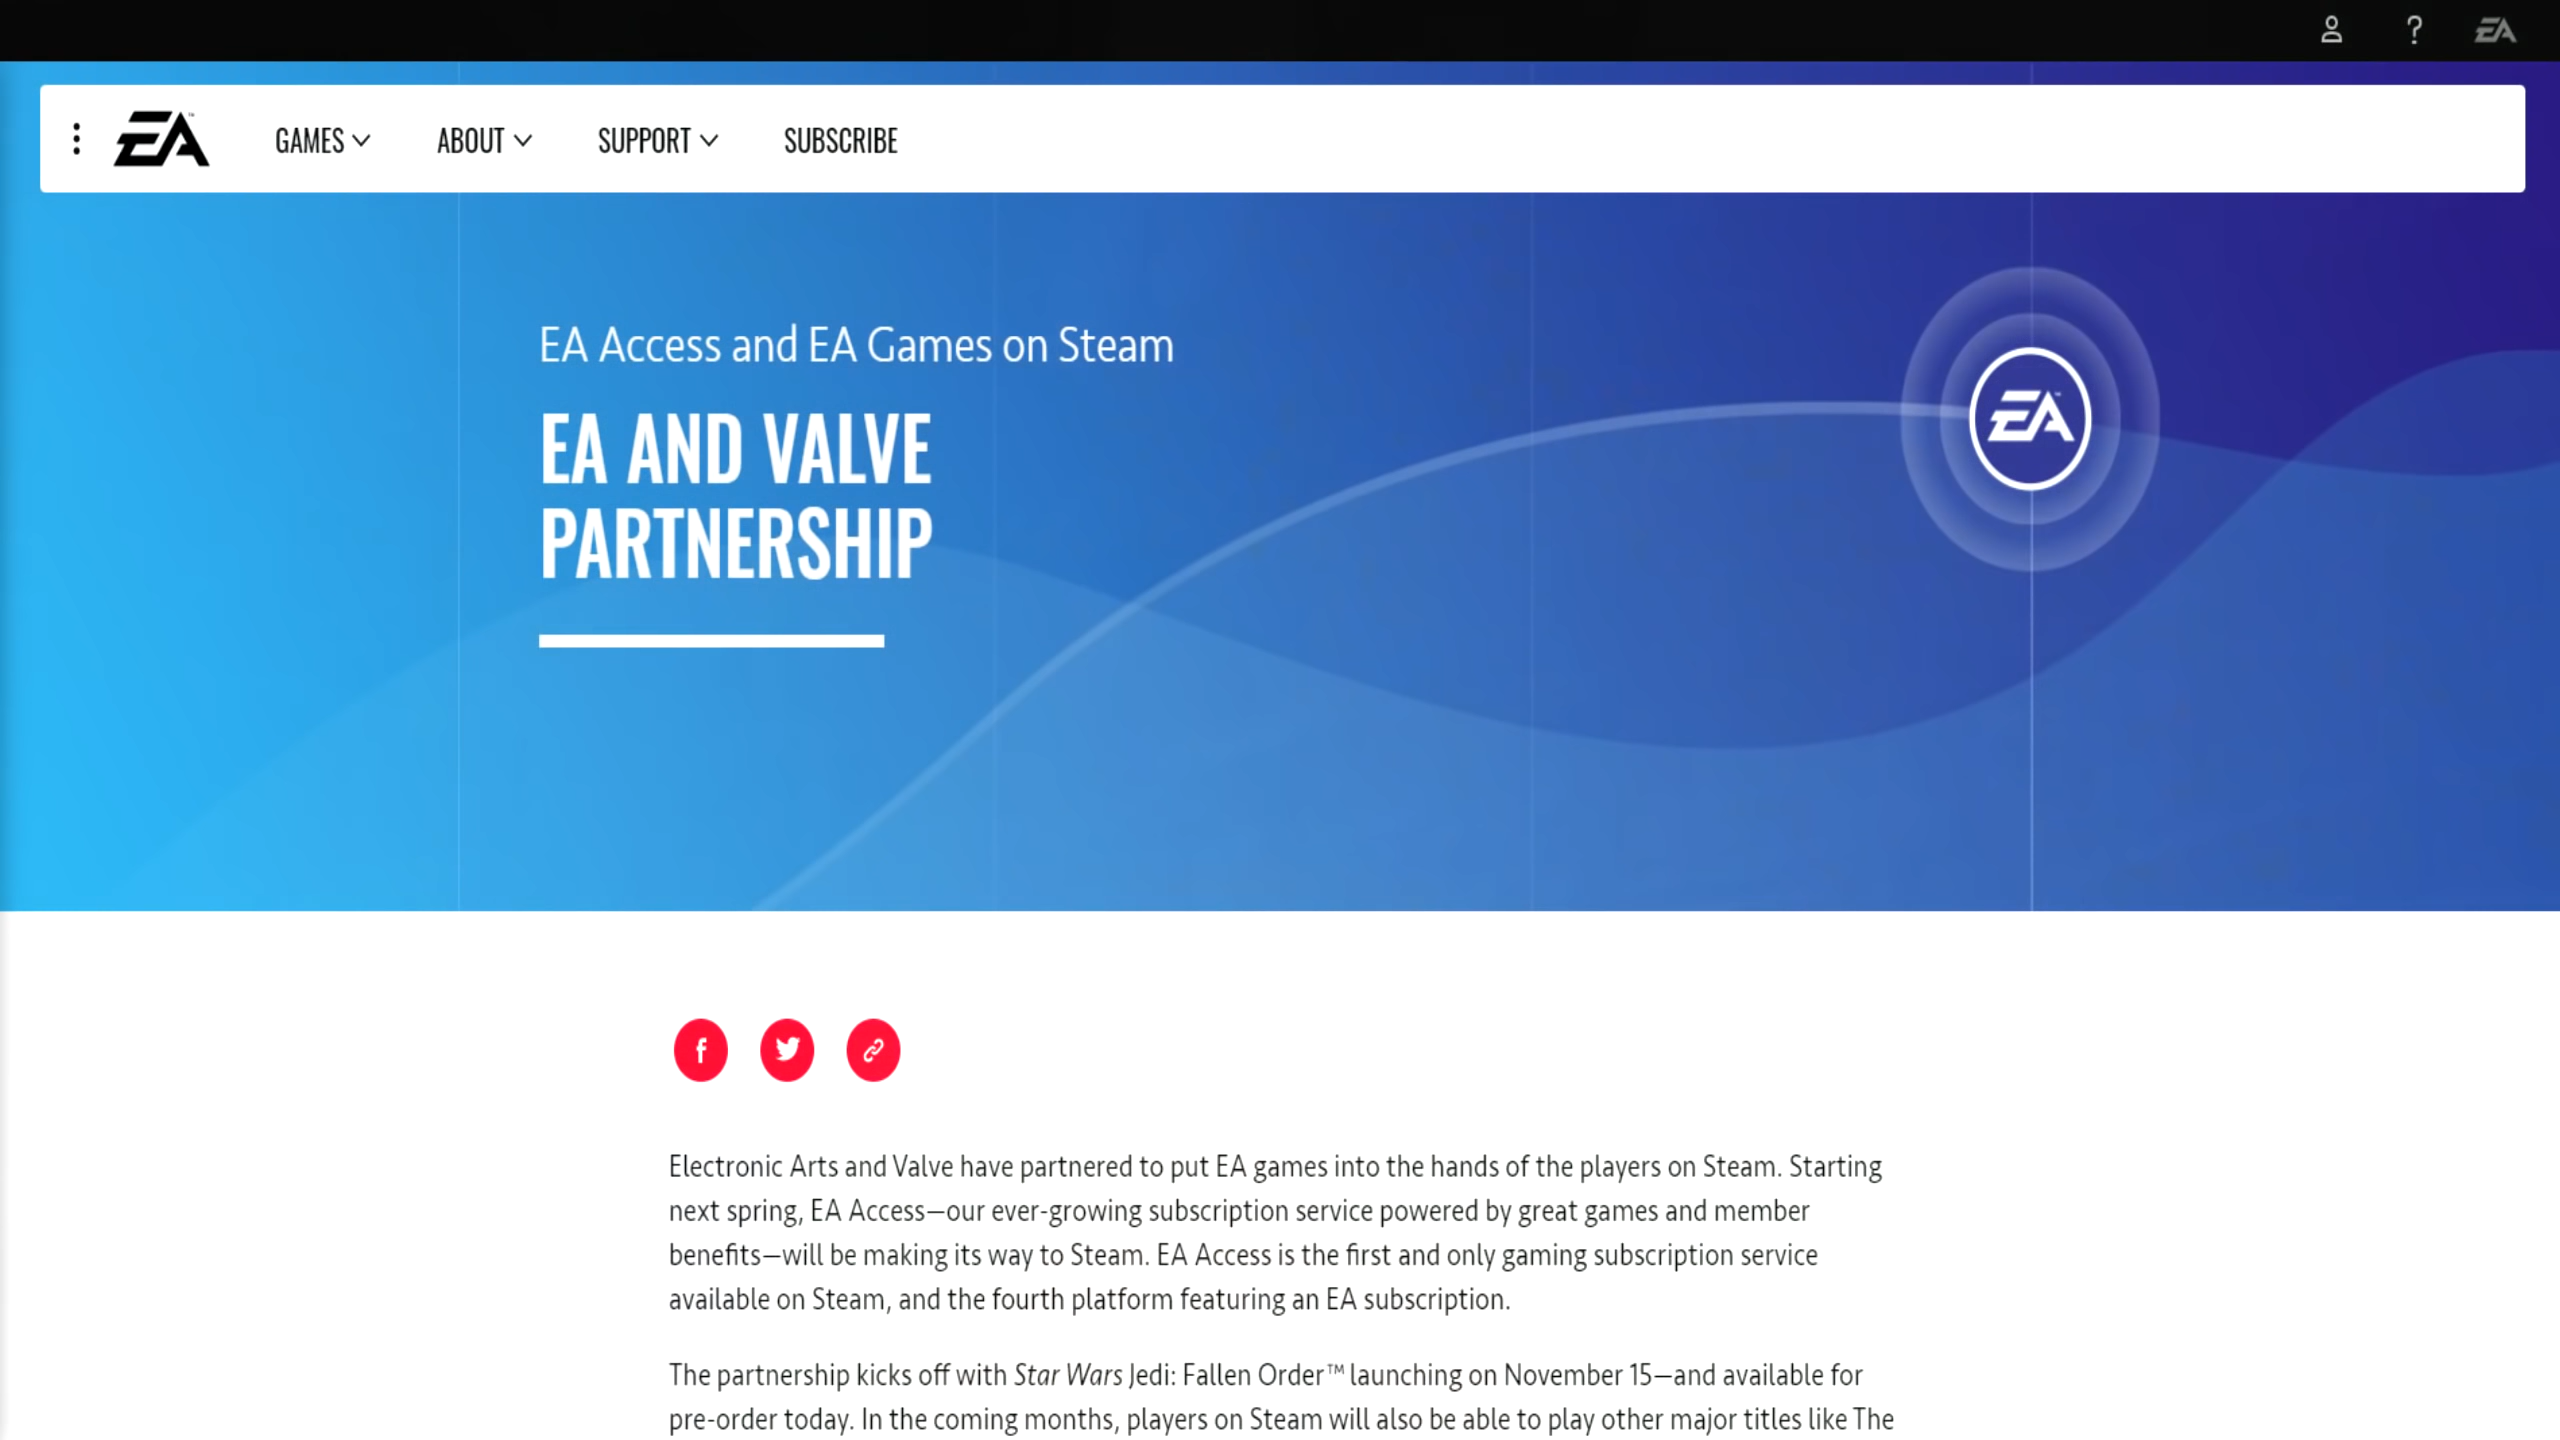 ?
EA
EA
GAMES
ABOUT
SUPPORT
SUBSCRIBE
EA Access and EA Games on Steam
EA AND VALVE
PARTNERSHIP
EA
f
Electronic Arts and Valve have partnered to put EA games into the hands of the players on Steam. Starting
next spring, EA Access—our ever-growing subscription service powered by great games and member
benefits—will be making its way to Steam. EA Access is the first and only gaming subscription service
available on Steam, and the fourth platform featuring an EA subscription.
The partnership kicks off with Star Wars Jedi: Fallen Order™ launching on November 15—and available for
pre-order today. In the coming months, players on Steam will also be able to play other major titles like The